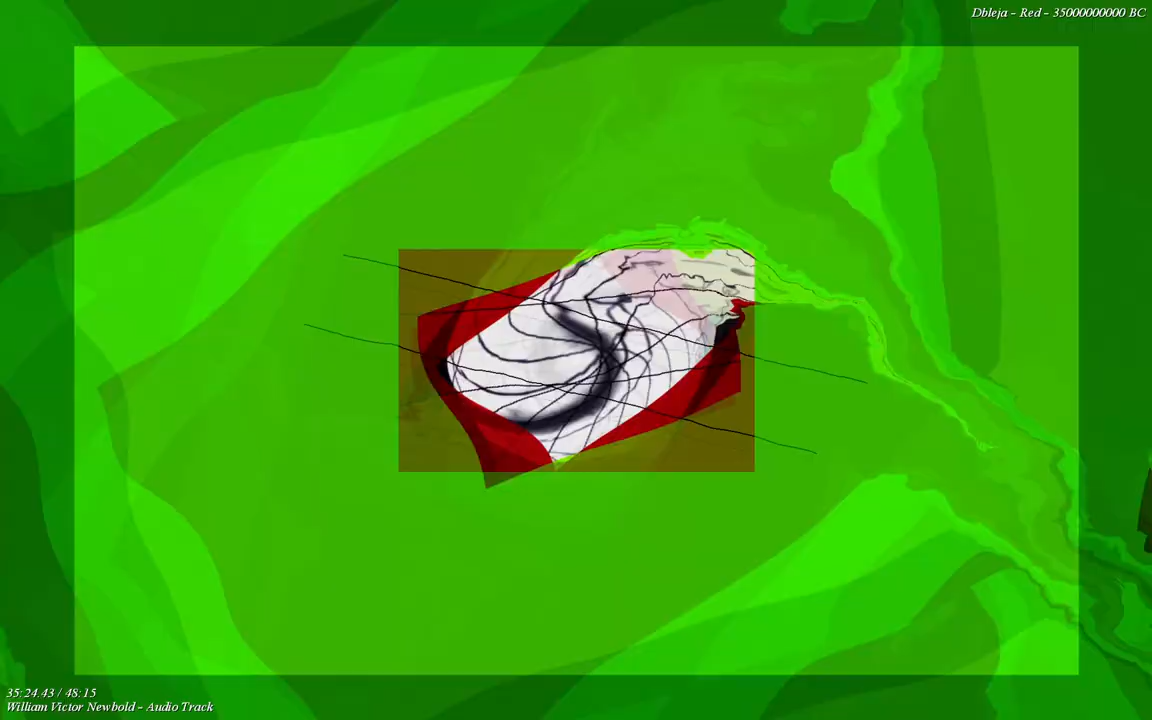 Dbleja - Red - 35000000000 BC
35:24.43 / 48:15
William Victor Newbold - Audio Track